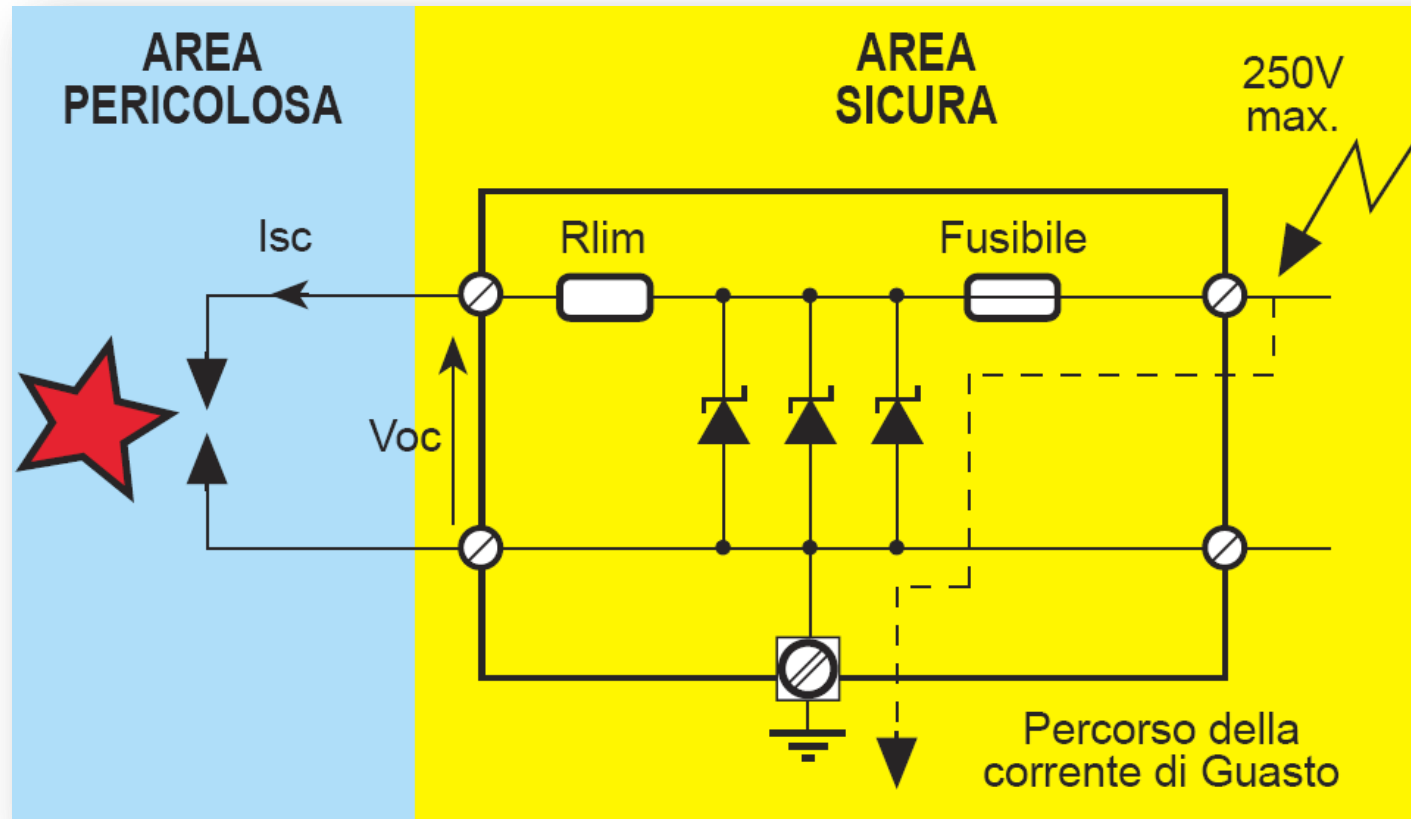 AREA
PERICOLOSA
AREA
SICURA
250V
max.
Isc
Rlim
Fusibile
Voc
Percorso della
corrente di Guasto